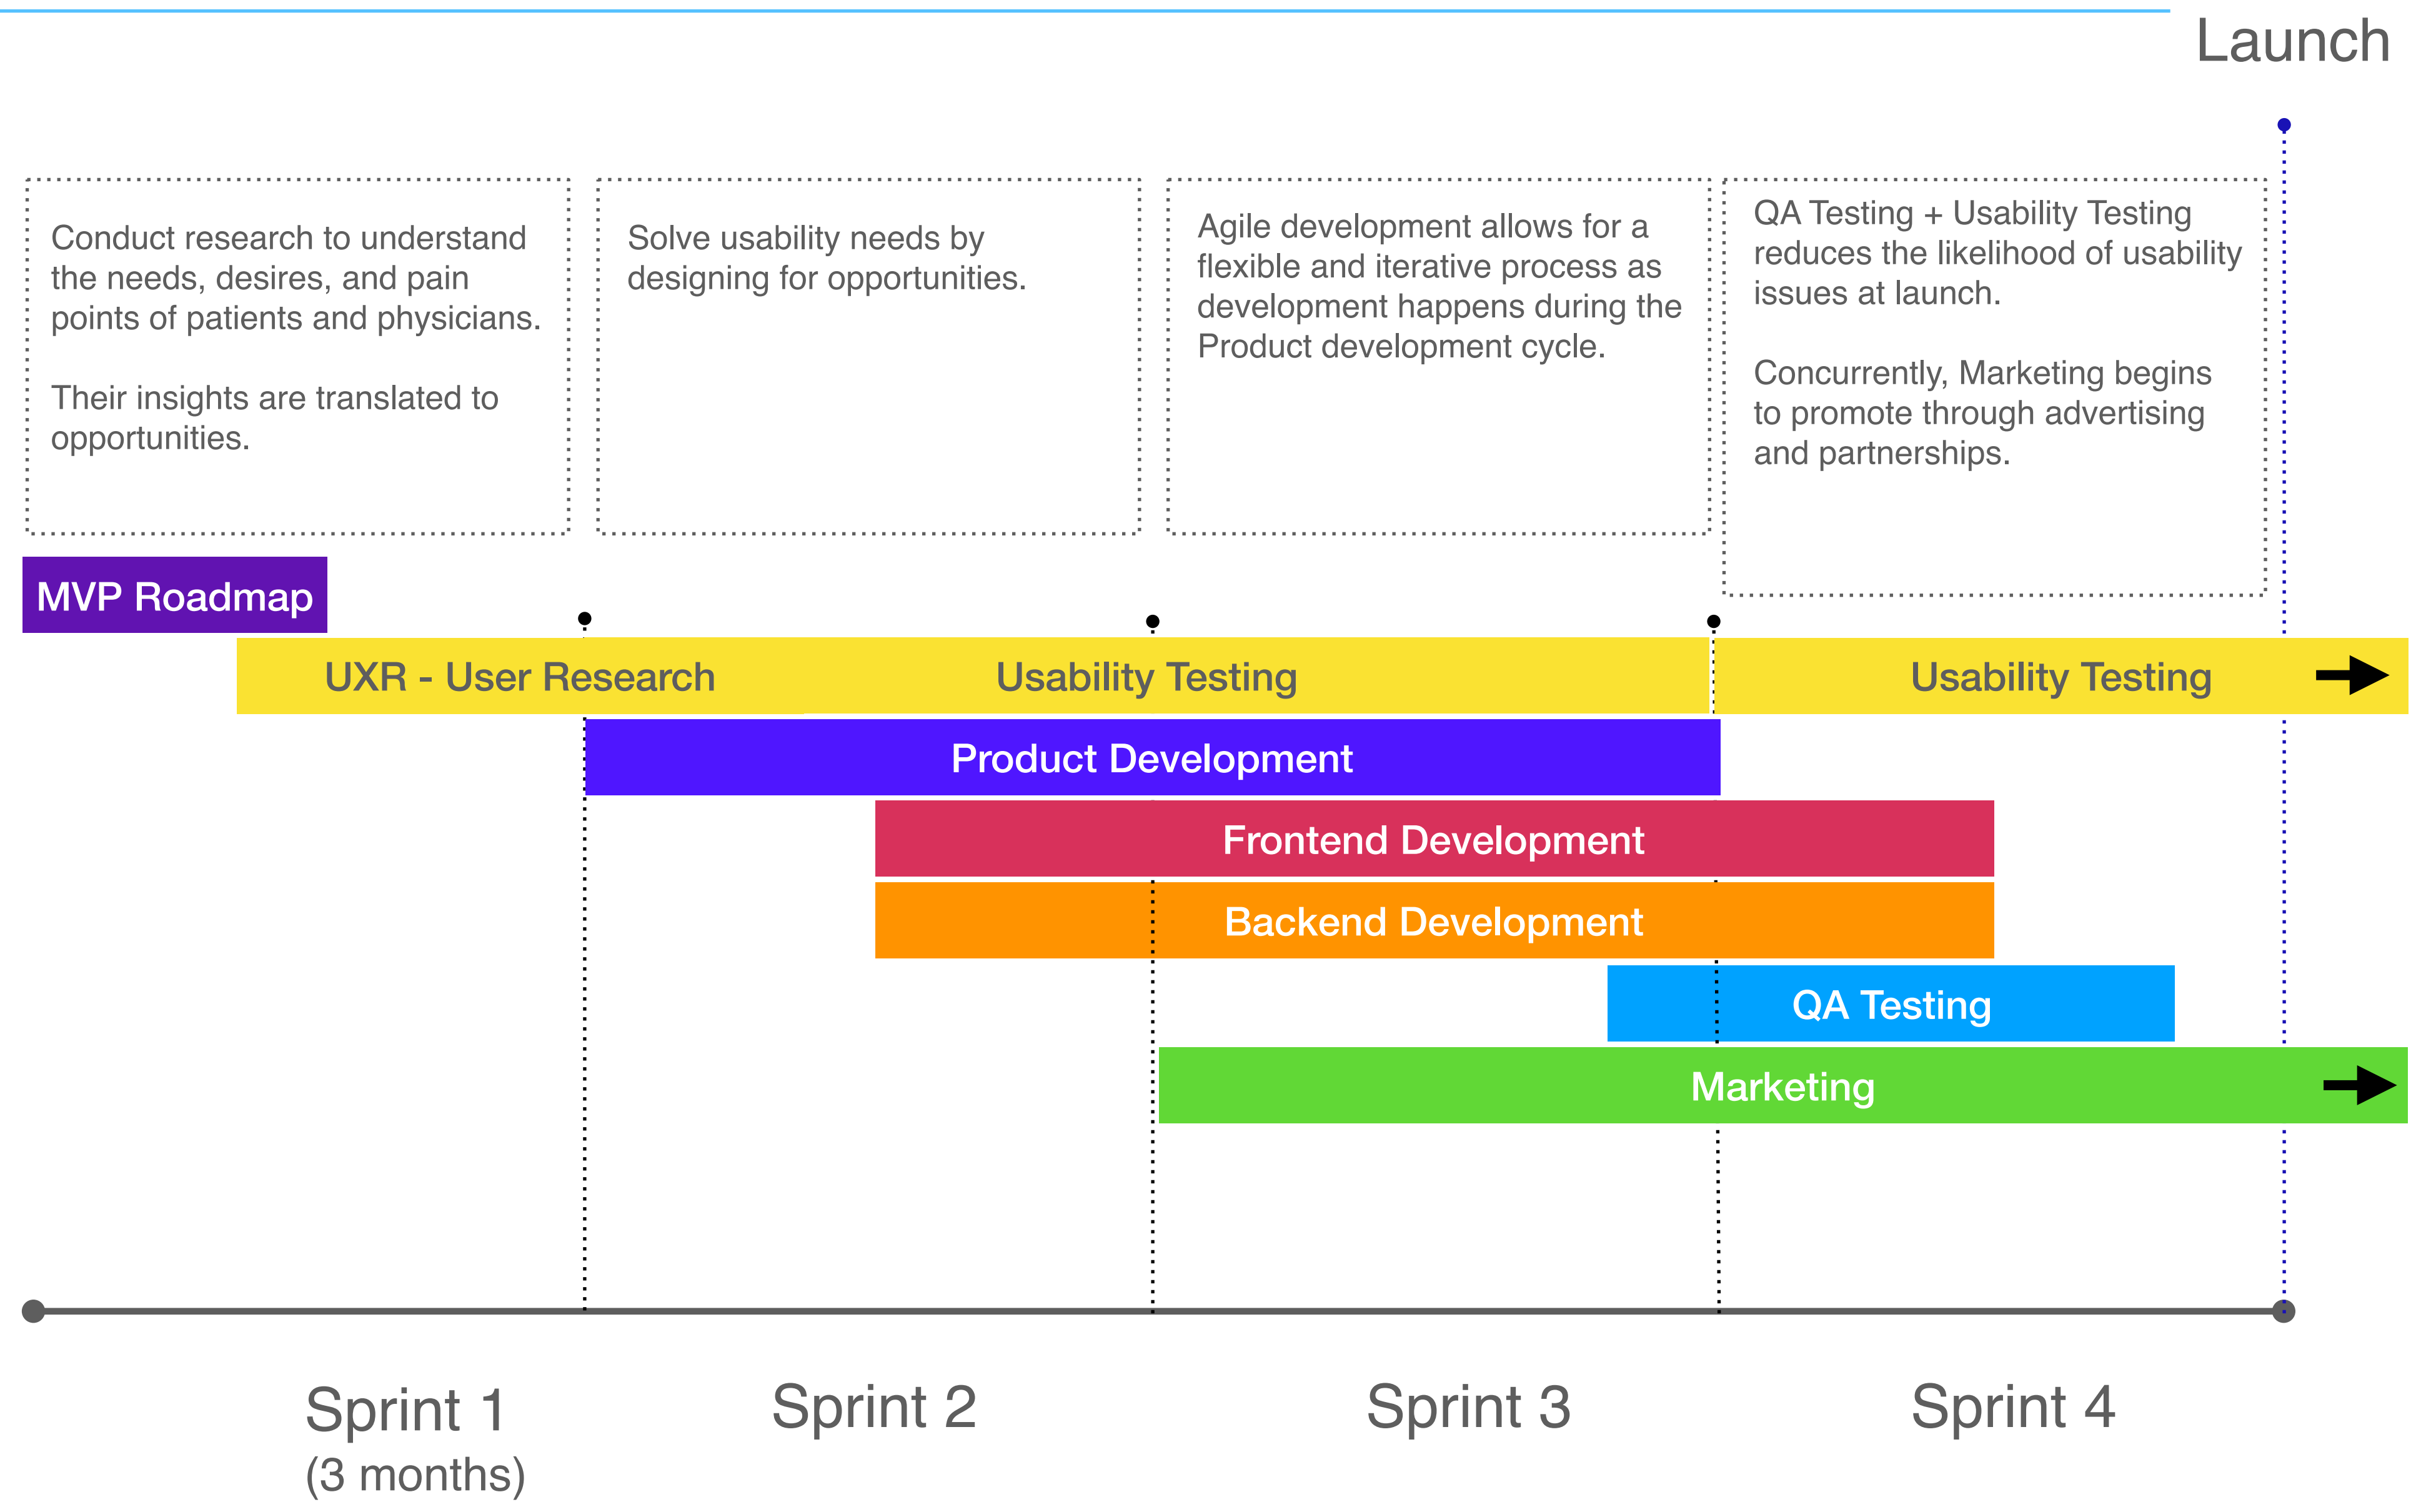 Launch
Conduct research to understand
the needs, desires, and pain
points of patients and physicians.
Their insights are translated to
opportunities.
Solve usability needs by
designing for opportunities.
Agile development allows for a
flexible and iterative process as
development happens during the
Product development cycle.
QA Testing + Usability Testing
reduces the likelihood of usability
issues at launch.
Concurrently, Marketing begins
to promote through advertising
and partnerships.
MVP Roadmap
UXR - User Research
Usability Testing
Usability Testing
Product Development
Frontend Development
Backend Development
QA Testing
Marketing
Sprint 1
(3 months)
Sprint 2
Sprint 3
Sprint 4